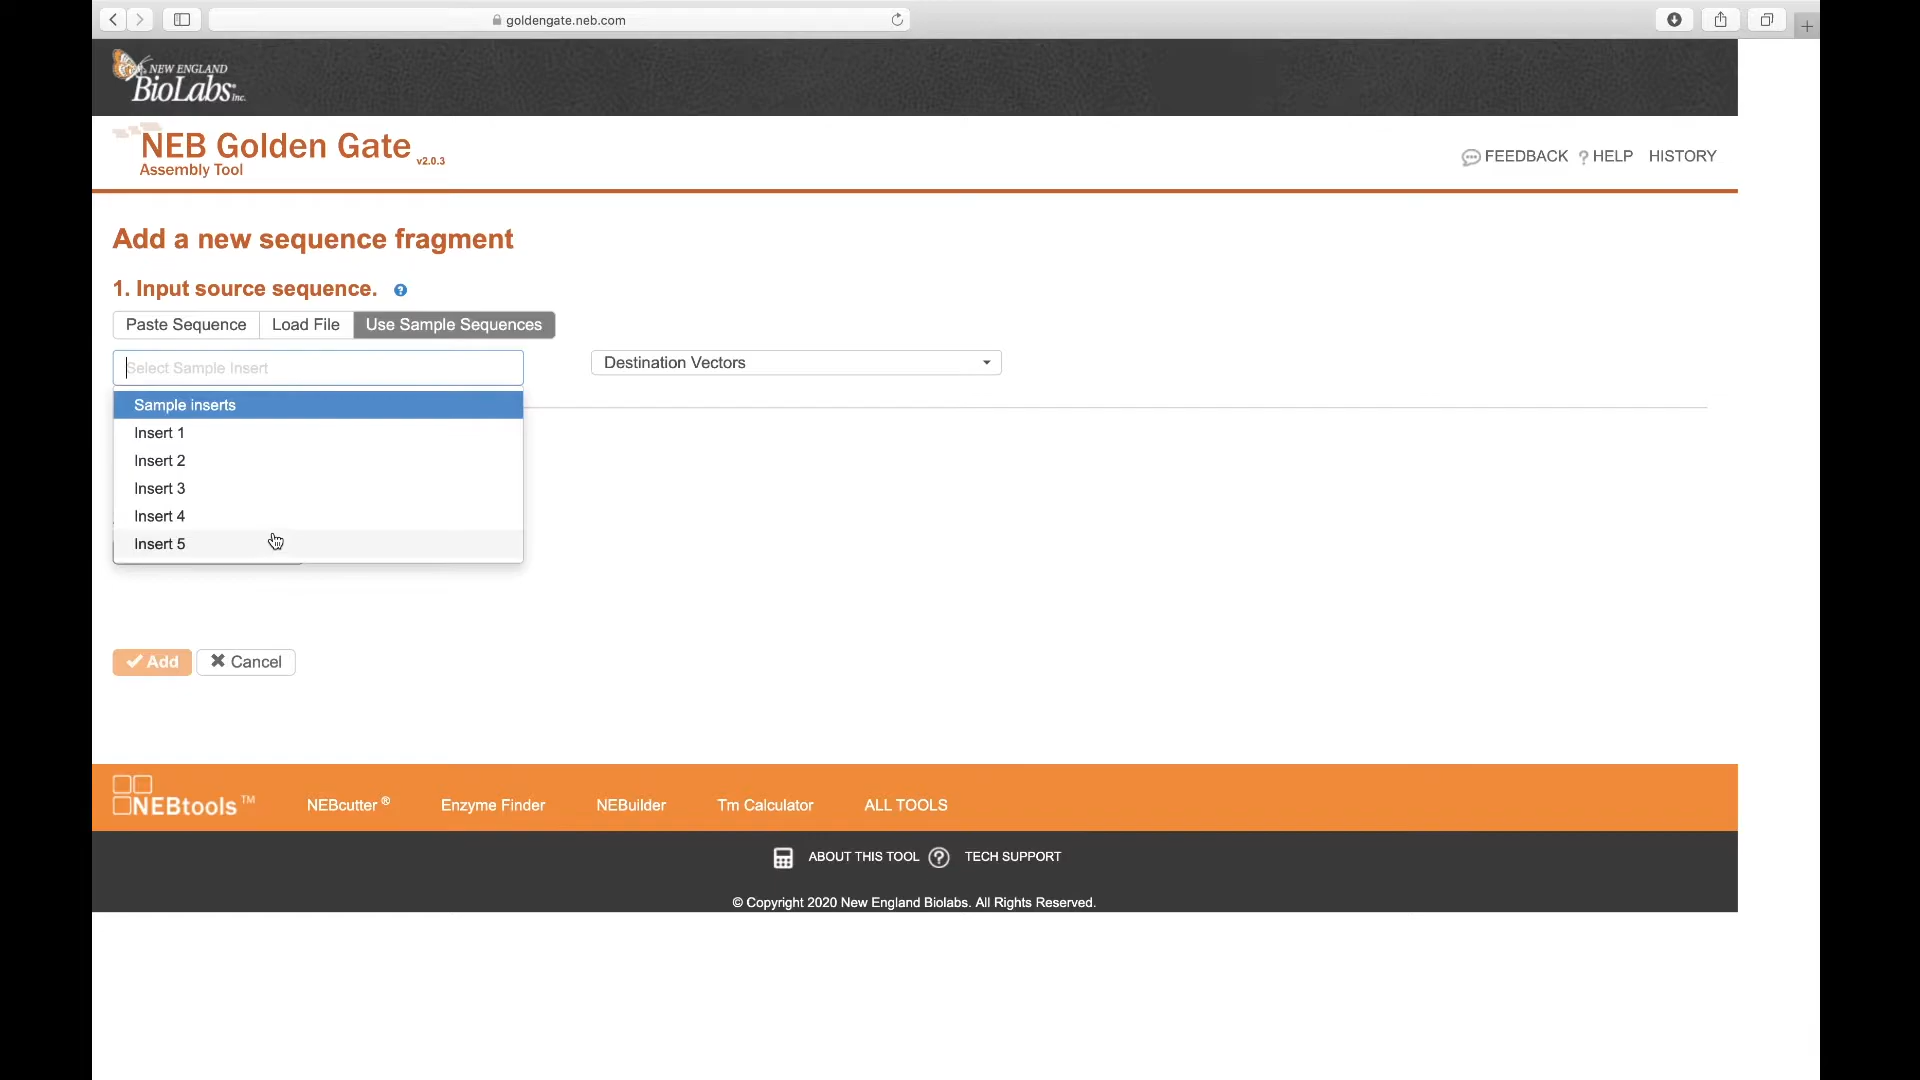 goldengate.neb.com
NEW ENGLAND
BioLabs Inc.
NEB Golden Gate v2.0.3
Assembly Tool
FEEDBACK ? HELP HISTORY
Add a new sequence fragment
1. Input source sequence. ?
Paste Sequence Load File Use Sample Sequences
Select Sample Insert
Destination Vectors
Sample inserts
Insert 1
Insert 2
Insert 3
Insert 4
Insert 5
Add Cancel
NEBtools™ NEBcutter® Enzyme Finder NEBuilder Tm Calculator ALL TOOLS
ABOUT THIS TOOL ? TECH SUPPORT
© Copyright 2020 New England Biolabs. All Rights Reserved.